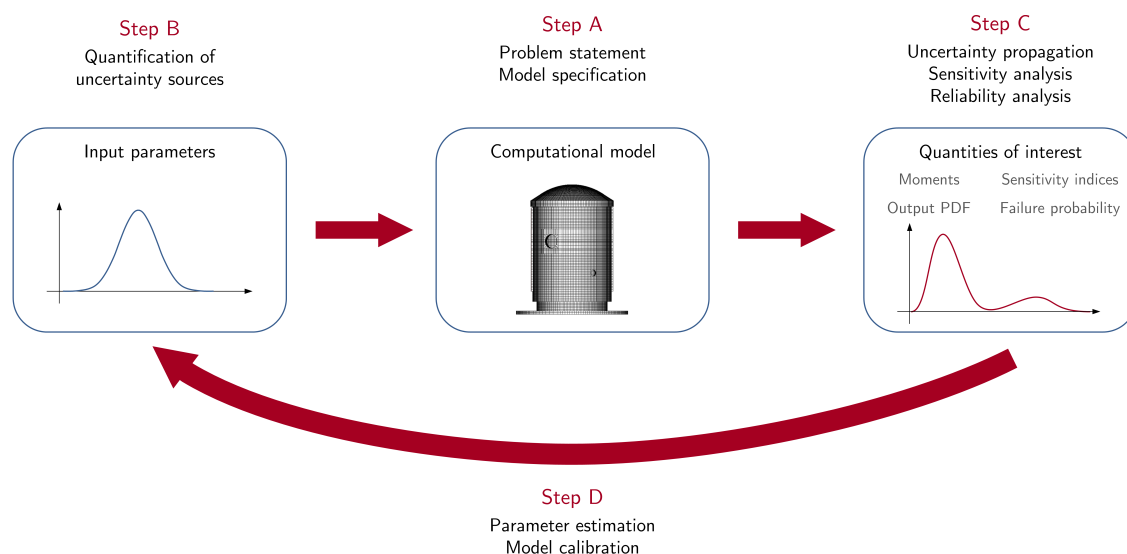 Step B
Quantification of
uncertainty sources
Step A
Problem statement
Model specification
Step C
Uncertainty propagation
Sensitivity analysis
Reliability analysis
Input parameters
Computational model
Quantities of interest
Moments
Sensitivity indices
Output PDF
Failure probability
Step D
Parameter estimation
Model calibration